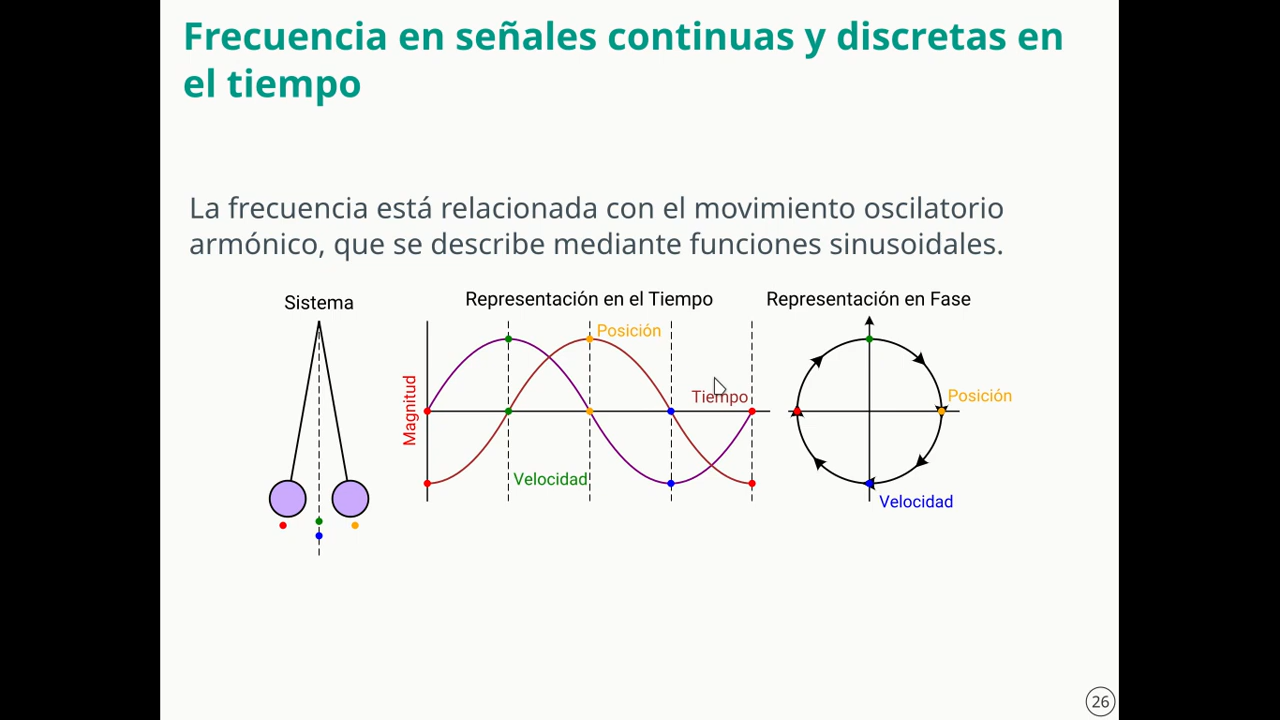 Frecuencia en señales continuas y discretas en
el tiempo
La frecuencia está relacionada con el movimiento oscilatorio
armónico, que se describe mediante funciones sinusoidales.
Sistema
Representación en el Tiempo
Representación en Fase
Posición
Magnitud
Tiempo
Velocidad
Posición
Velocidad
26